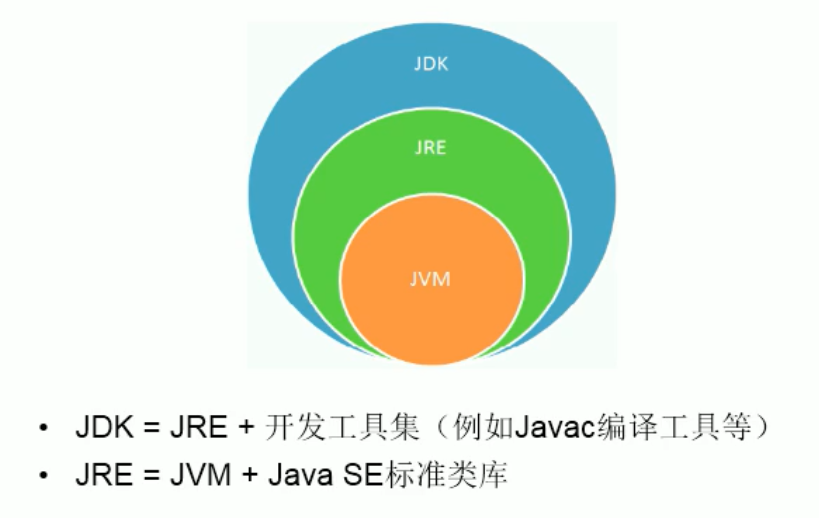 JDK
JRE
JVM
• JDK = JRE + 开发工具集（例如Javac编译工具等）
• JRE = JVM + Java SE标准类库